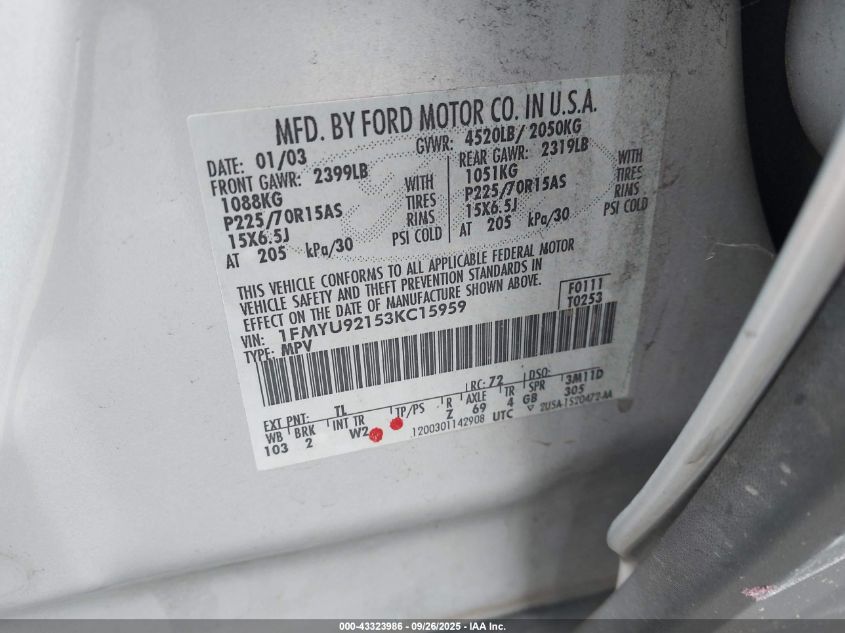 MFD. BY FORD MOTOR CO. IN U.S.A.
DATE: 01/03 GVWR: 4520LB/ 2050KG
FRONT GAWR: 2399LB REAR GAWR: 2319LB
1088KG WITH 1051KG WITH
P225/70R15AS TIRES P225/70R15AS TIRES
15X6.5J RIMS 15X6.5J RIMS
AT 205 kPa/30 PSI COLD AT 205 kPa/30 PSI COLD
THIS VEHICLE CONFORMS TO ALL APPLICABLE FEDERAL MOTOR
VEHICLE SAFETY AND THEFT PREVENTION STANDARDS IN
EFFECT ON THE DATE OF MANUFACTURE SHOWN ABOVE.
F0111
VIN: 1FMYU92153KC15959 T0253
TYPE: MPV
EXT PNT: TL RC: 72 DSO: 3M11D
WB BRK INT TR TP/PS R AXLE TR SPR
103 2 W2 Z 69 4 GB 305
1200301142908 UTC ▽ 2U5A-1520472-AA
000-43323986 - 09/26/2025 - IAA Inc.